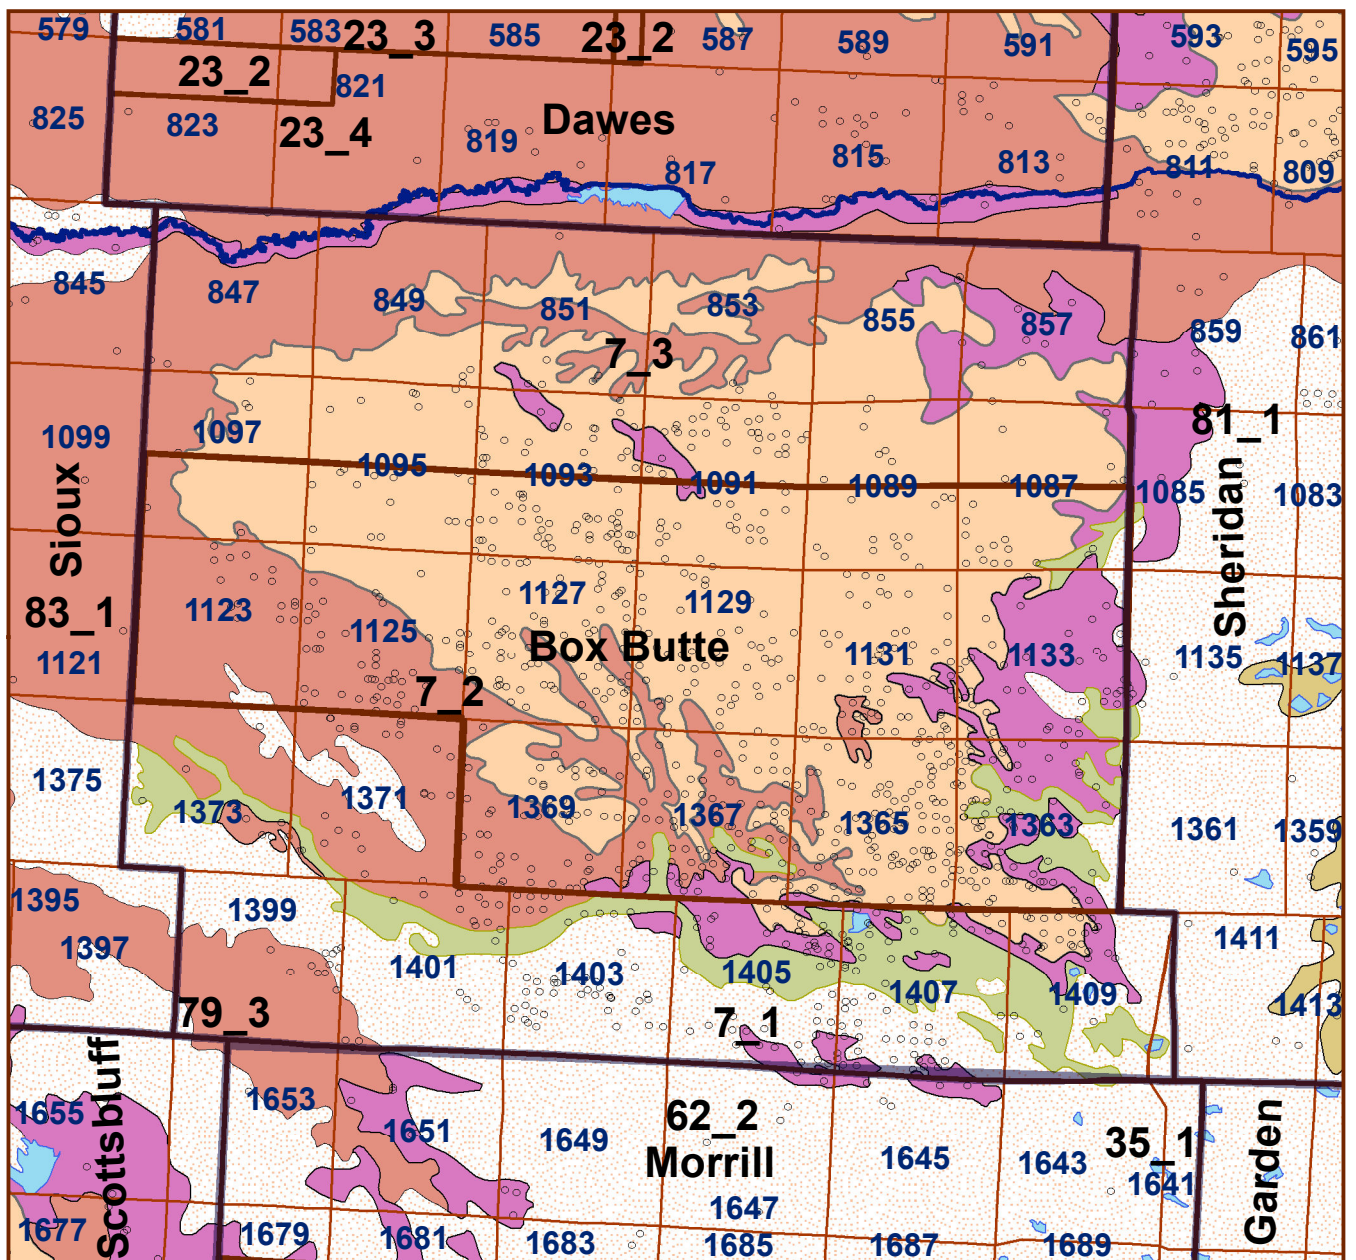 579 581 583 23_3 585 23_2 587 589 591 593 595
23_2 821
825 823 23_4 819 Dawes 817 815 813 811 809
845 847 849 851 853 855 857 859 861
7_3
1099 1097 1095 1093 1091 1089 1087 1085 1083
81_1
Sioux
Sheridan
83_1
1121 1123 1125 1127 1129 1131 1133 1135 1137
Box Butte
7_2
1375 1373 1371 1369 1367 1365 1363 1361 1359
1395 1397 1399 1401 1403 1405 1407 1409 1411 1413
79_3 7_1
Scottsbluff
1655 1653 1651 1649 62_2 1645 1643 35_1 1641
Morrill
Garden
1647
1677 1679 1681 1683 1685 1687 1689